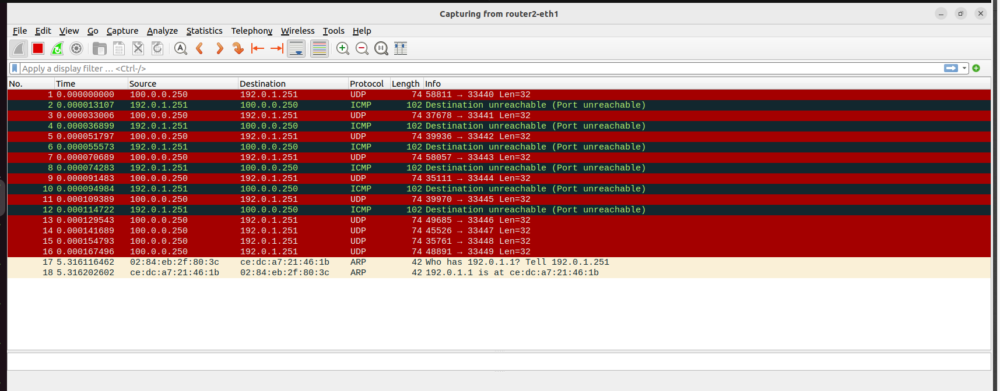 Capturing from router2-eth1
File Edit View Go Capture Analyze Statistics Telephony Wireless Tools Help
Apply a display filter … <Ctrl-/>
No. Time Source Destination Protocol Length Info
1 0.000000000 100.0.0.250 192.0.1.251 UDP 74 58811 → 33440 Len=32
2 0.000013107 192.0.1.251 100.0.0.250 ICMP 102 Destination unreachable (Port unreachable)
3 0.000033006 100.0.0.250 192.0.1.251 UDP 74 37678 → 33441 Len=32
4 0.000036899 192.0.1.251 100.0.0.250 ICMP 102 Destination unreachable (Port unreachable)
5 0.000051797 100.0.0.250 192.0.1.251 UDP 74 39936 → 33442 Len=32
6 0.000055573 192.0.1.251 100.0.0.250 ICMP 102 Destination unreachable (Port unreachable)
7 0.000070689 100.0.0.250 192.0.1.251 UDP 74 58057 → 33443 Len=32
8 0.000074283 192.0.1.251 100.0.0.250 ICMP 102 Destination unreachable (Port unreachable)
9 0.000091483 100.0.0.250 192.0.1.251 UDP 74 35111 → 33444 Len=32
10 0.000094984 192.0.1.251 100.0.0.250 ICMP 102 Destination unreachable (Port unreachable)
11 0.000109389 100.0.0.250 192.0.1.251 UDP 74 39970 → 33445 Len=32
12 0.000114722 192.0.1.251 100.0.0.250 ICMP 102 Destination unreachable (Port unreachable)
13 0.000129543 100.0.0.250 192.0.1.251 UDP 74 49685 → 33446 Len=32
14 0.000141689 100.0.0.250 192.0.1.251 UDP 74 45526 → 33447 Len=32
15 0.000154793 100.0.0.250 192.0.1.251 UDP 74 35761 → 33448 Len=32
16 0.000167496 100.0.0.250 192.0.1.251 UDP 74 48891 → 33449 Len=32
17 5.316116462 02:84:eb:2f:80:3c ce:dc:a7:21:46:1b ARP 42 Who has 192.0.1.1? Tell 192.0.1.251
18 5.316202602 ce:dc:a7:21:46:1b 02:84:eb:2f:80:3c ARP 42 192.0.1.1 is at ce:dc:a7:21:46:1b